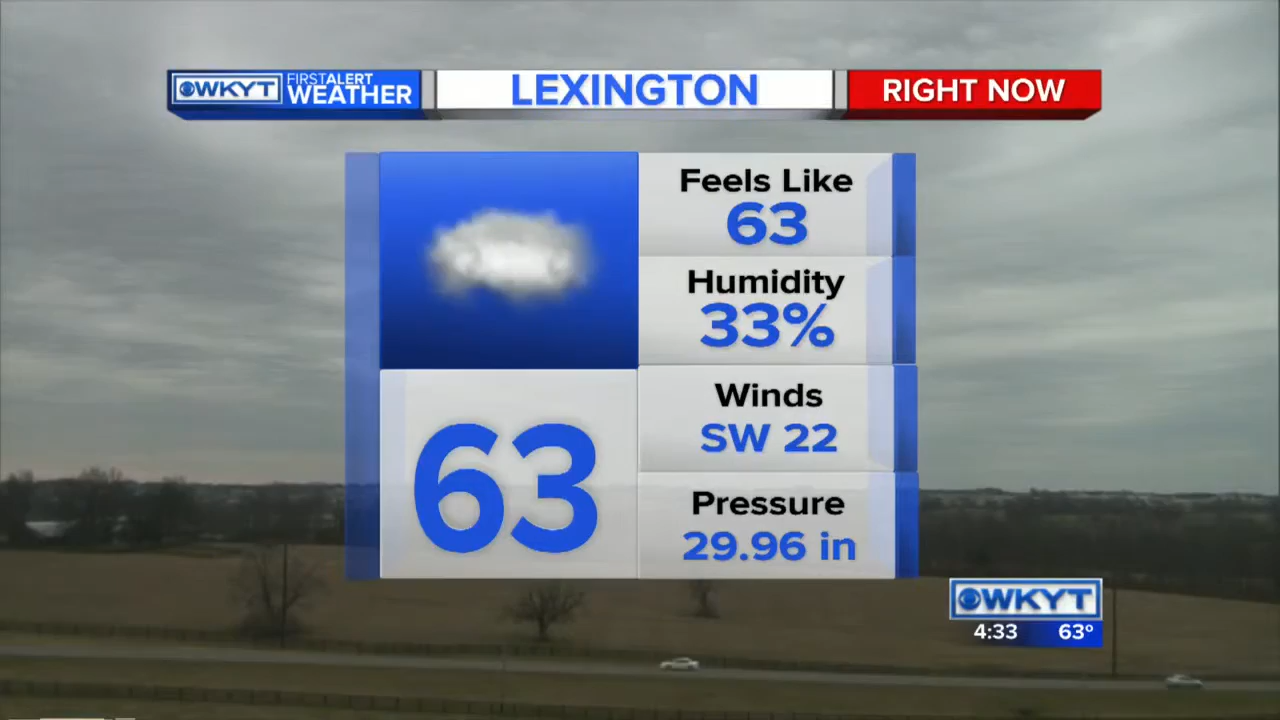 WKYT FIRST ALERT WEATHER
LEXINGTON
RIGHT NOW
Feels Like
63
Humidity
33%
63
Winds
SW 22
Pressure
29.96 in
WKYT
4:33 63°